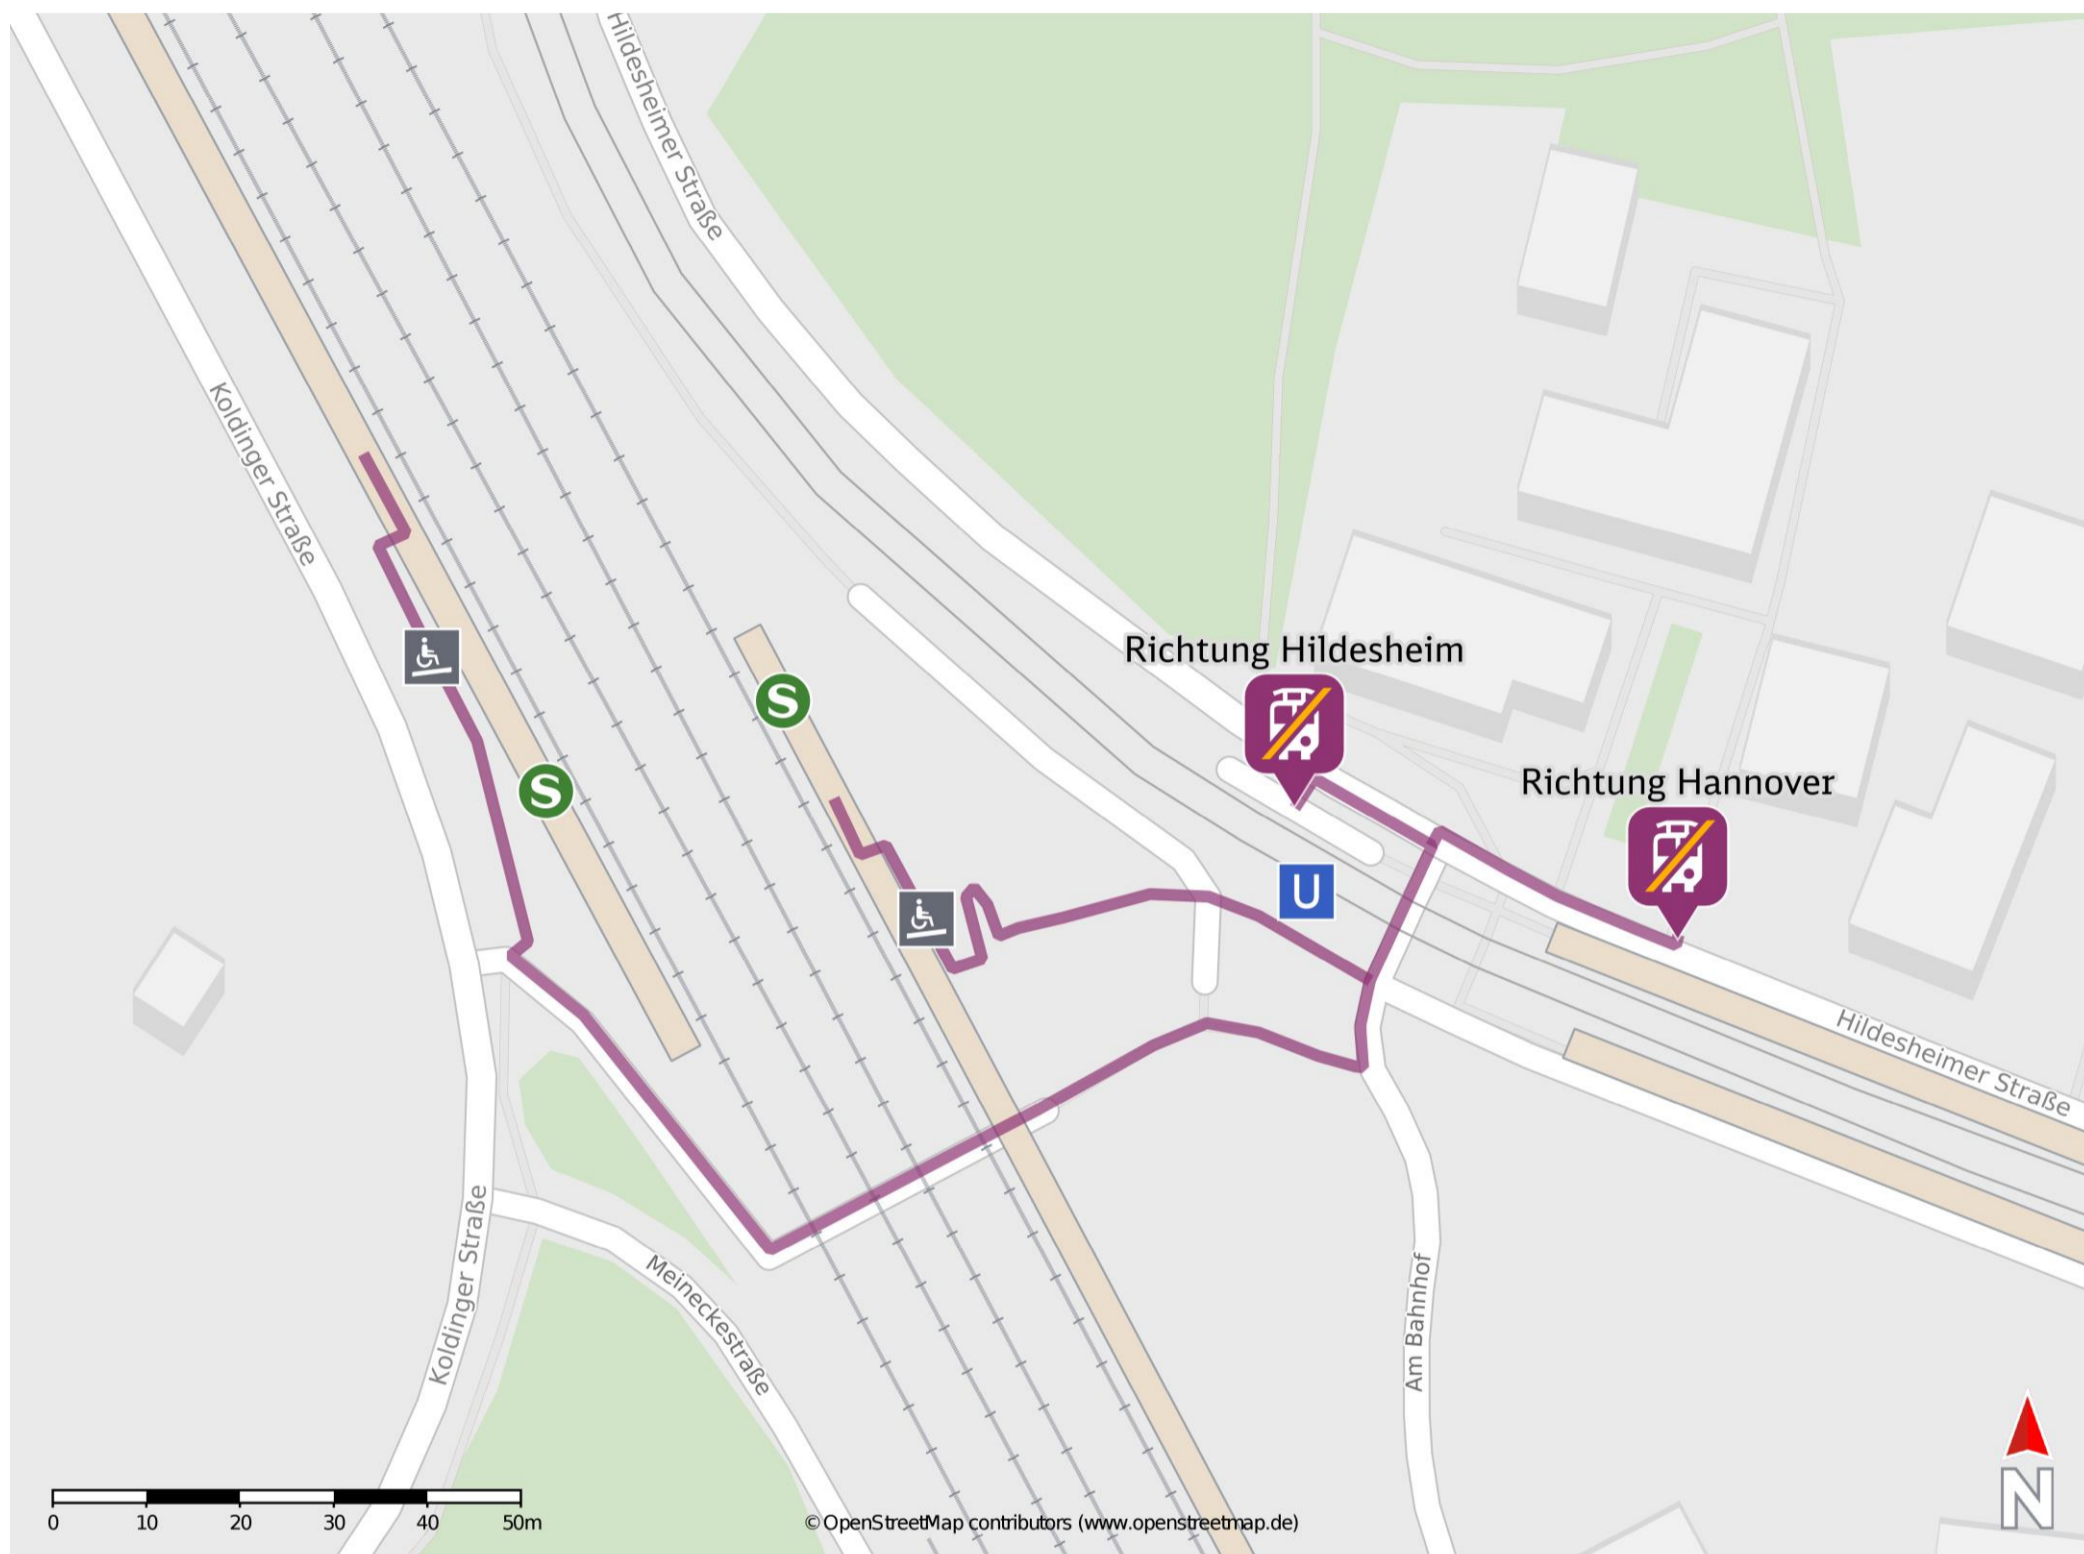 Hildesheimer Straße
Koldinger Straße
Richtung Hildesheim
S
Richtung Hannover
S
U
Hildesheimer Straße
Koldinger Straße
Meineckestraße
Am Bahnhof
N
0 10 20 30 40 50m
© OpenStreetMap contributors (www.openstreetmap.de)